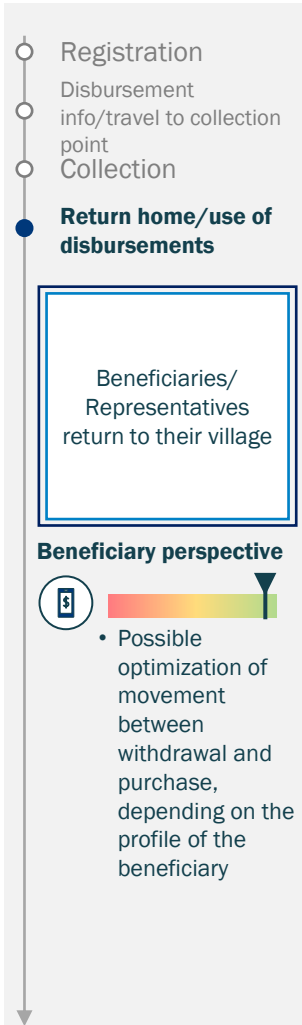 Registration
Disbursement
info/travel to collection
point
Collection
Return home/use of
disbursements
Beneficiaries/
Representatives
return to their village
Beneficiary perspective
$
• Possible
optimization of
movement
between
withdrawal and
purchase,
depending on the
profile of the
beneficiary